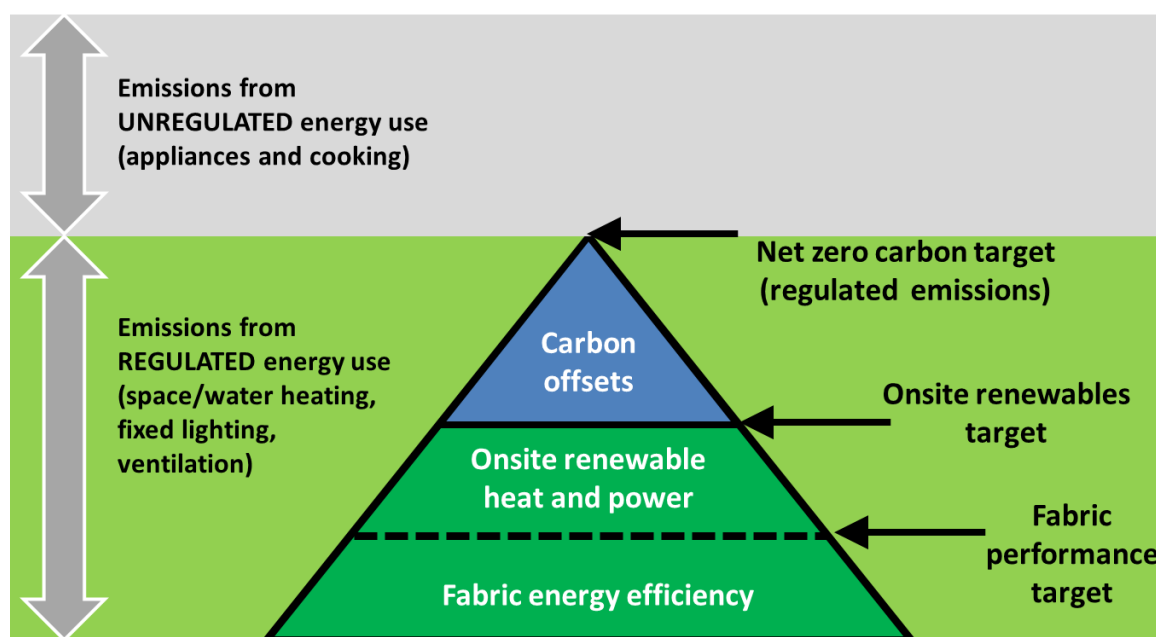 Emissions from
UNREGULATED energy use
(appliances and cooking)
Net zero carbon target
(regulated emissions)
Emissions from
REGULATED energy use
(space/water heating,
fixed lighting,
ventilation)
Carbon
offsets
Onsite renewables
target
Onsite renewable
heat and power
Fabric
performance
target
Fabric energy efficiency